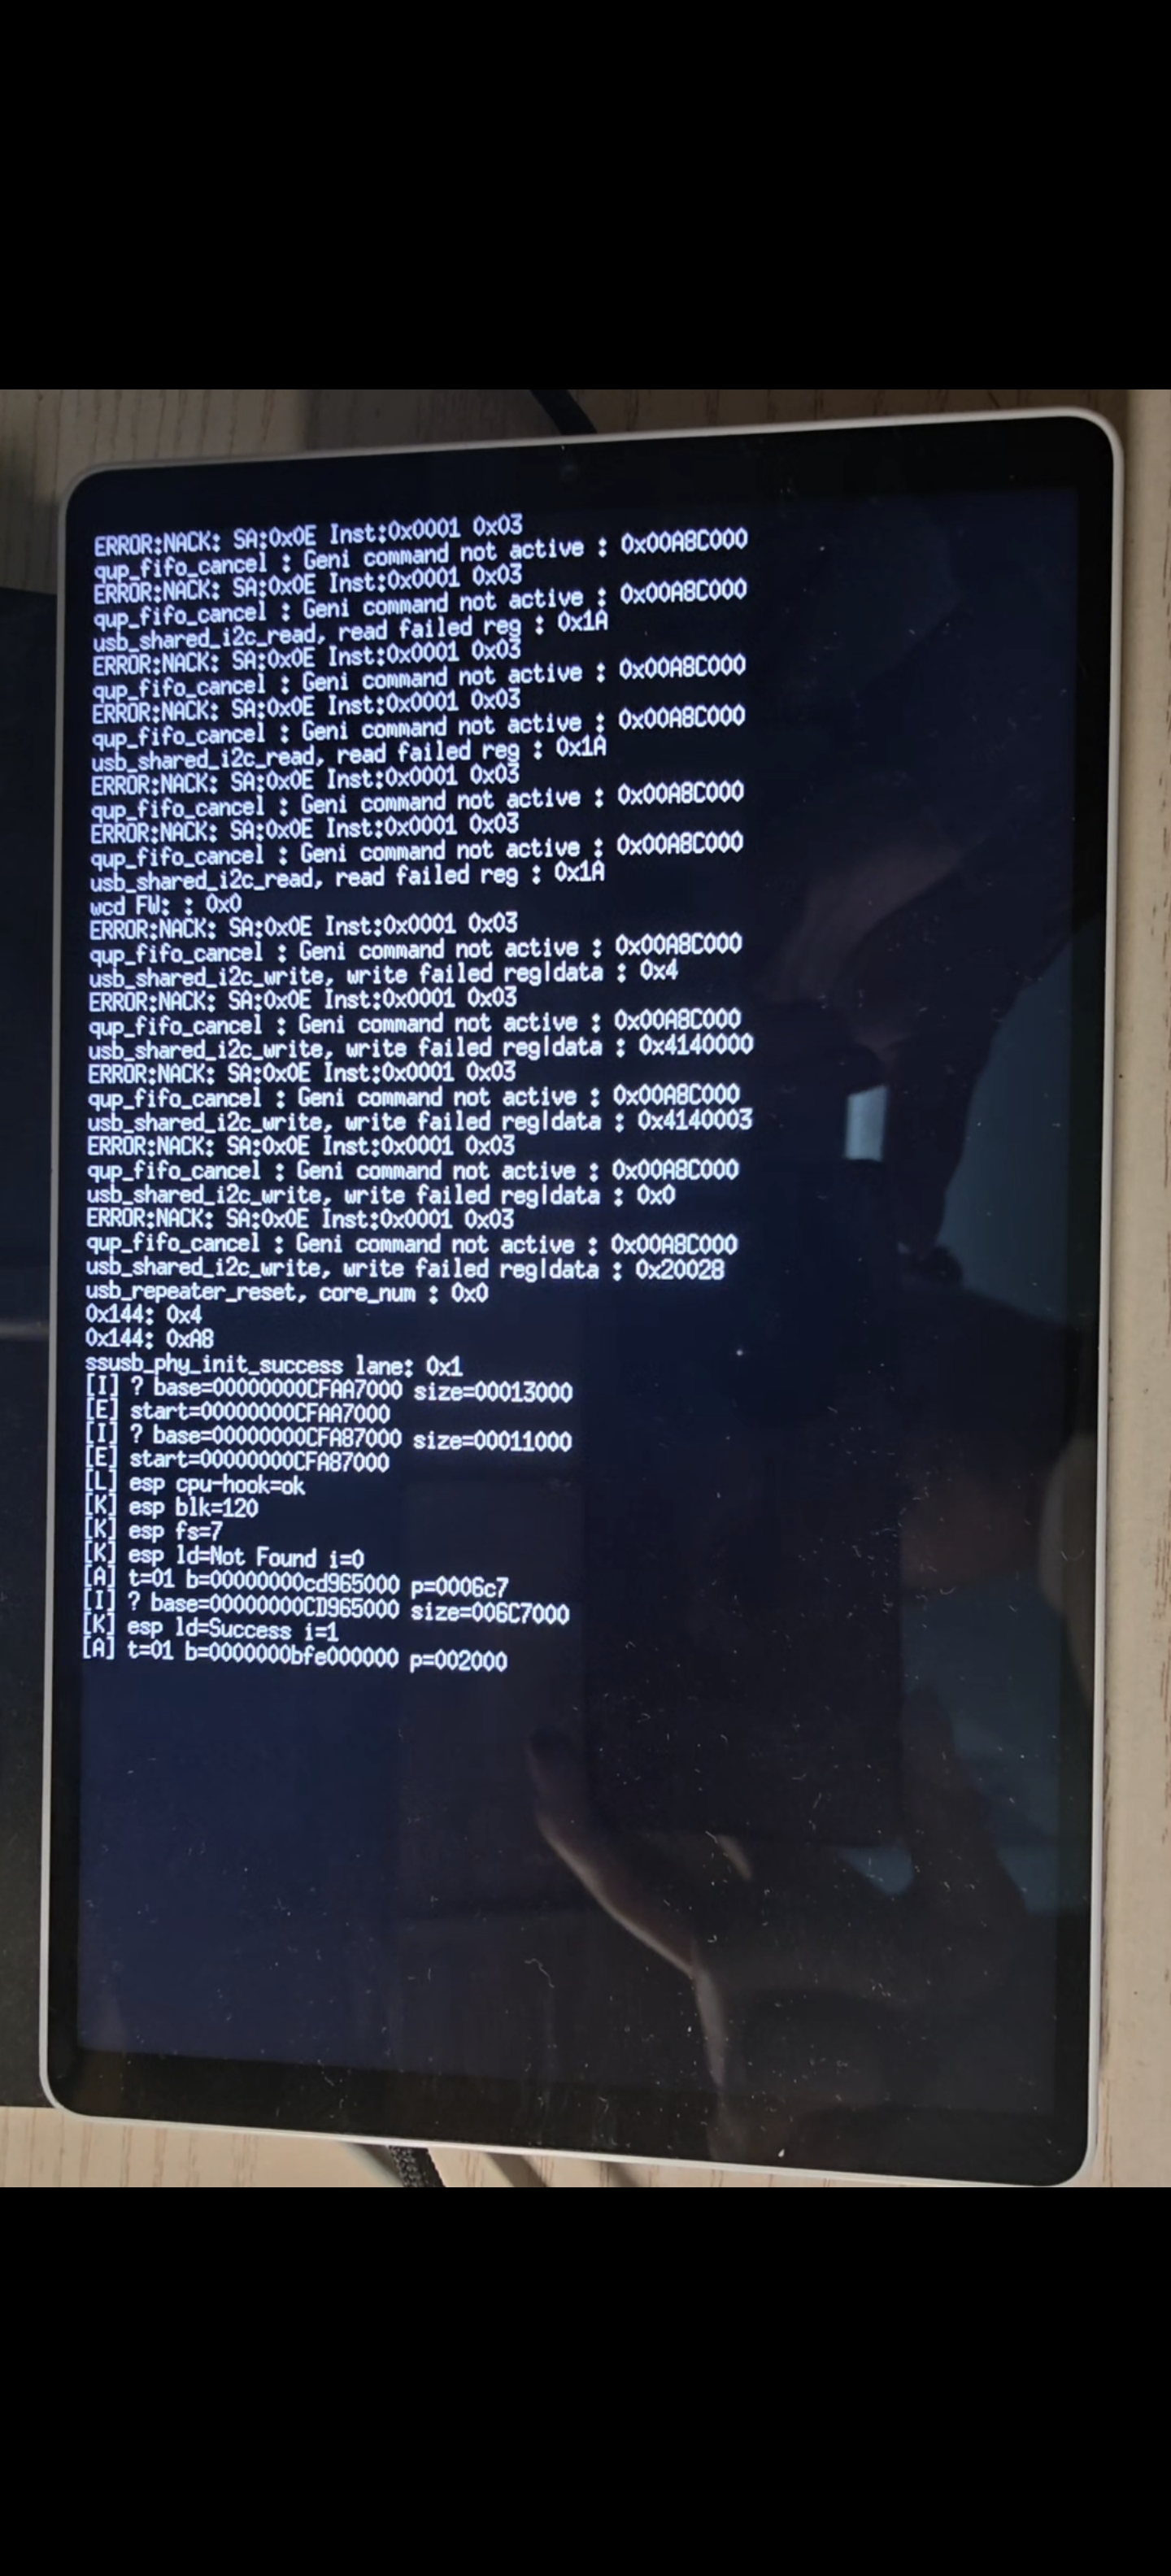 ERROR:NACK: SA:0x0E Inst:0x0001 0x03
qup_fifo_cancel : Geni command not active : 0x00A8C000
ERROR:NACK: SA:0x0E Inst:0x0001 0x03
qup_fifo_cancel : Geni command not active : 0x00A8C000
usb_shared_i2c_read, read failed reg : 0x1A
ERROR:NACK: SA:0x0E Inst:0x0001 0x03
qup_fifo_cancel : Geni command not active : 0x00A8C000
ERROR:NACK: SA:0x0E Inst:0x0001 0x03
qup_fifo_cancel : Geni command not active : 0x00A8C000
usb_shared_i2c_read, read failed reg : 0x1A
ERROR:NACK: SA:0x0E Inst:0x0001 0x03
qup_fifo_cancel : Geni command not active : 0x00A8C000
ERROR:NACK: SA:0x0E Inst:0x0001 0x03
qup_fifo_cancel : Geni command not active : 0x00A8C000
usb_shared_i2c_read, read failed reg : 0x1A
wcd FW: : 0x0
ERROR:NACK: SA:0x0E Inst:0x0001 0x03
qup_fifo_cancel : Geni command not active : 0x00A8C000
usb_shared_i2c_write, write failed reg|data : 0x4
ERROR:NACK: SA:0x0E Inst:0x0001 0x03
qup_fifo_cancel : Geni command not active : 0x00A8C000
usb_shared_i2c_write, write failed reg|data : 0x4140000
ERROR:NACK: SA:0x0E Inst:0x0001 0x03
qup_fifo_cancel : Geni command not active : 0x00A8C000
usb_shared_i2c_write, write failed reg|data : 0x4140003
ERROR:NACK: SA:0x0E Inst:0x0001 0x03
qup_fifo_cancel : Geni command not active : 0x00A8C000
usb_shared_i2c_write, write failed reg|data : 0x0
ERROR:NACK: SA:0x0E Inst:0x0001 0x03
qup_fifo_cancel : Geni command not active : 0x00A8C000
usb_shared_i2c_write, write failed reg|data : 0x20028
usb_repeater_reset, core_num : 0x0
0x144: 0x4
0x144: 0xA8
ssusb_phy_init_success lane: 0x1
[I] ? base=00000000CFAA7000 size=00013000
[E] start=00000000CFAA7000
[I] ? base=00000000CFA87000 size=00011000
[E] start=00000000CFA87000
[L] esp cpu-hook=ok
[K] esp blk=120
[K] esp fs=7
[K] esp ld=Not Found i=0
[A] t=01 b=00000000cd965000 p=0006c7
[I] ? base=00000000CD965000 size=006C7000
[K] esp ld=Success i=1
[A] t=01 b=0000000bfe000000 p=002000